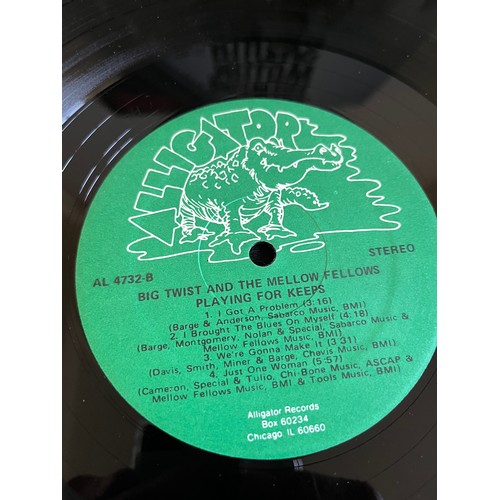 ALLIGATOR
AL 4732-B
STEREO
BIG TWIST AND THE MELLOW FELLOWS
PLAYING FOR KEEPS
1. I Got A Problem (3:16)
(Barge & Anderson, Sabarco Music, BMI)
2. I Brought The Blues On Myself (4:18)
(Barge, Montgomery, Nolan & Special, Sabarco Music &
Mellow Fellows Music, BMI)
3. We're Gonna Make It (3:31)
(Davis, Smith, Miner & Barge, Chevis Music, BMI)
4. Just One Woman (5:57)
(Cameron, Special & Tulio, Chi-Bone Music, ASCAP &
Mellow Fellows Music, BMI & Tools Music, BMI)
Alligator Records
Box 60234
Chicago IL 60660